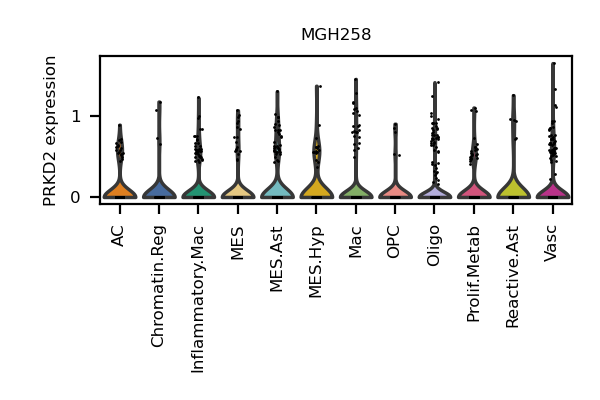 MGH258
PRKD2 expression
1
0
AC
Chromatin.Reg
Inflammatory.Mac
MES
MES.Ast
MES.Hyp
Mac
OPC
Oligo
Prolif.Metab
Reactive.Ast
Vasc